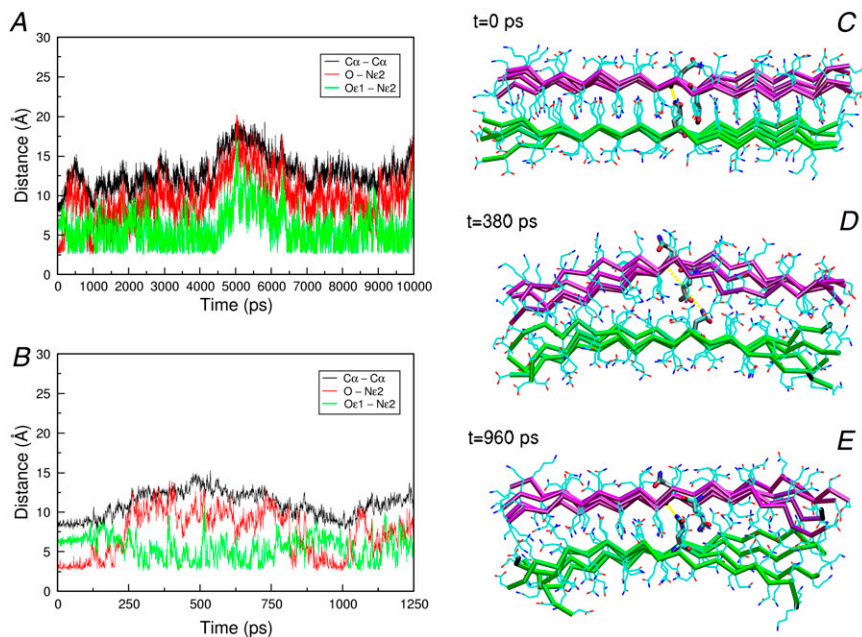 A
30
25
20
15
10
5
0
Distance (Å)
Cα – Cα
O – Nε2
Oε1 – Nε2
0 1000 2000 3000 4000 5000 6000 7000 8000 9000 10000
Time (ps)
B
30
25
20
15
10
5
0
Distance (Å)
Cα – Cα
O – Nε2
Oε1 – Nε2
0 250 500 750 1000 1250
Time (ps)
t=0 ps C
t=380 ps D
t=960 ps E